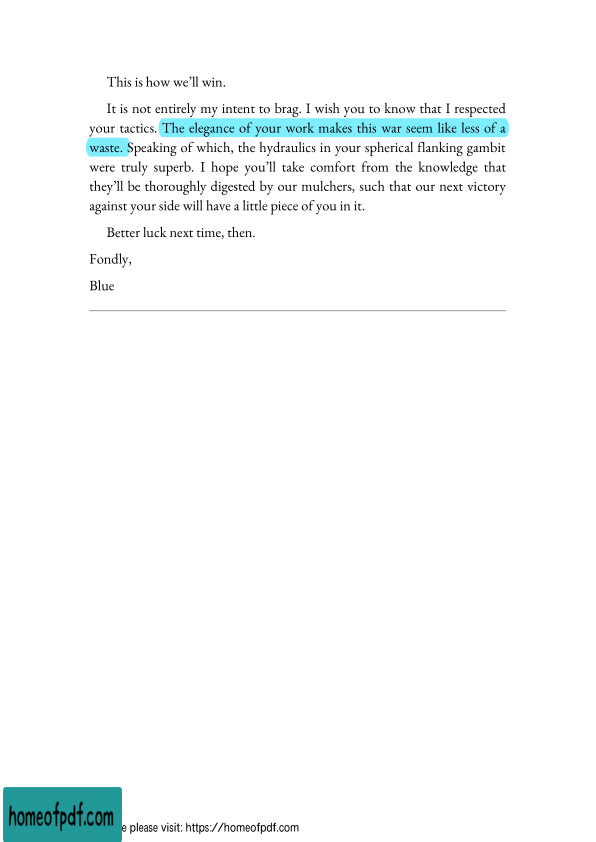 This is how we’ll win.
It is not entirely my intent to brag. I wish you to know that I respected
your tactics. The elegance of your work makes this war seem like less of a
waste. Speaking of which, the hydraulics in your spherical flanking gambit
were truly superb. I hope you’ll take comfort from the knowledge that
they’ll be thoroughly digested by our mulchers, such that our next victory
against your side will have a little piece of you in it.
Better luck next time, then.
Fondly,
Blue
homeofpdf.com
e please visit: https://homeofpdf.com